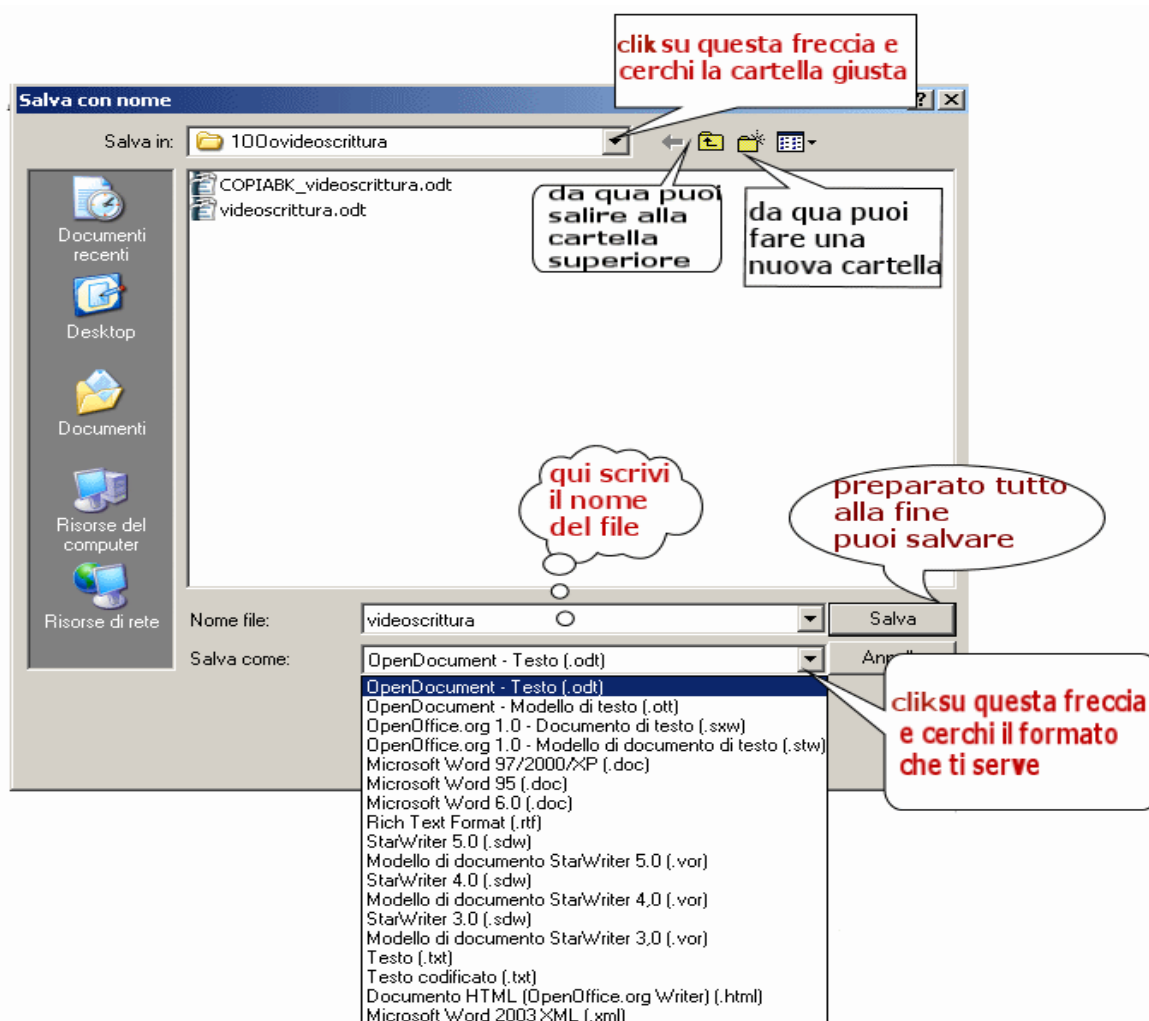 clik su questa freccia e
cerchi la cartella giusta
Salva con nome
Salva in:
100ovideoscrittura
COPIABK_videoscrittura.odt
videoscrittura.odt
da qua puoi
salire alla
cartella
superiore
da qua puoi
fare una
nuova cartella
Documenti
recenti
Desktop
Documenti
Risorse del
computer
Risorse di rete
qui scrivi
il nome
del file
preparato tutto
alla fine
puoi salvare
Nome file:
videoscrittura
Salva
Salva come:
OpenDocument - Testo (.odt)
clik su questa freccia
e cerchi il formato
che ti serve
OpenDocument - Testo (.odt)
OpenDocument - Modello di testo (.ott)
OpenOffice.org 1.0 - Documento di testo (.sxw)
OpenOffice.org 1.0 - Modello di documento di testo (.stw)
Microsoft Word 97/2000/XP (.doc)
Microsoft Word 95 (.doc)
Microsoft Word 6.0 (.doc)
Rich Text Format (.rtf)
StarWriter 5.0 (.sdw)
Modello di documento StarWriter 5.0 (.vor)
StarWriter 4.0 (.sdw)
Modello di documento StarWriter 4,0 (.vor)
StarWriter 3.0 (.sdw)
Modello di documento StarWriter 3,0 (.vor)
Testo (.txt)
Testo codificato (.txt)
Documento HTML (OpenOffice.org Writer) (.html)
Microsoft Word 2003 XML (.xml)